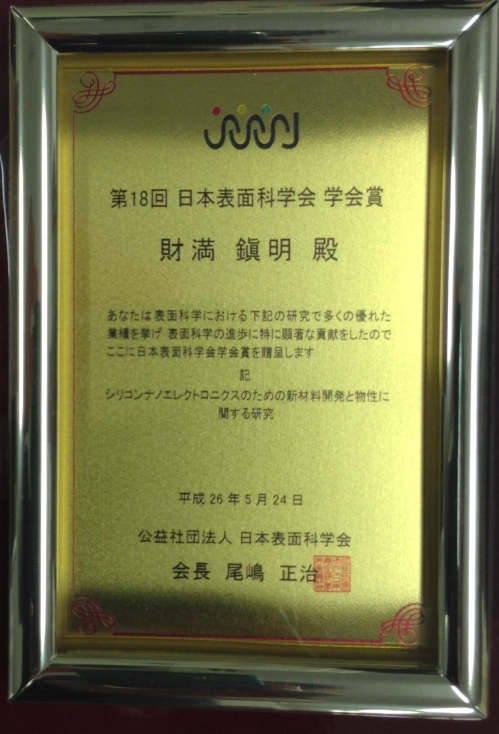 第18回 日本表面科学会 学会賞
財満 鎭明 殿
あなたは表面科学における下記の研究で多くの優れた
業績を挙げ 表面科学の進歩に特に顕著な貢献をしたので
ここに日本表面科学会学会賞を贈呈します
記
シリコンナノエレクトロニクスのための新材料開発と物性に
関する研究
平成26年5月24日
公益社団法人 日本表面科学会
会長 尾嶋 正治